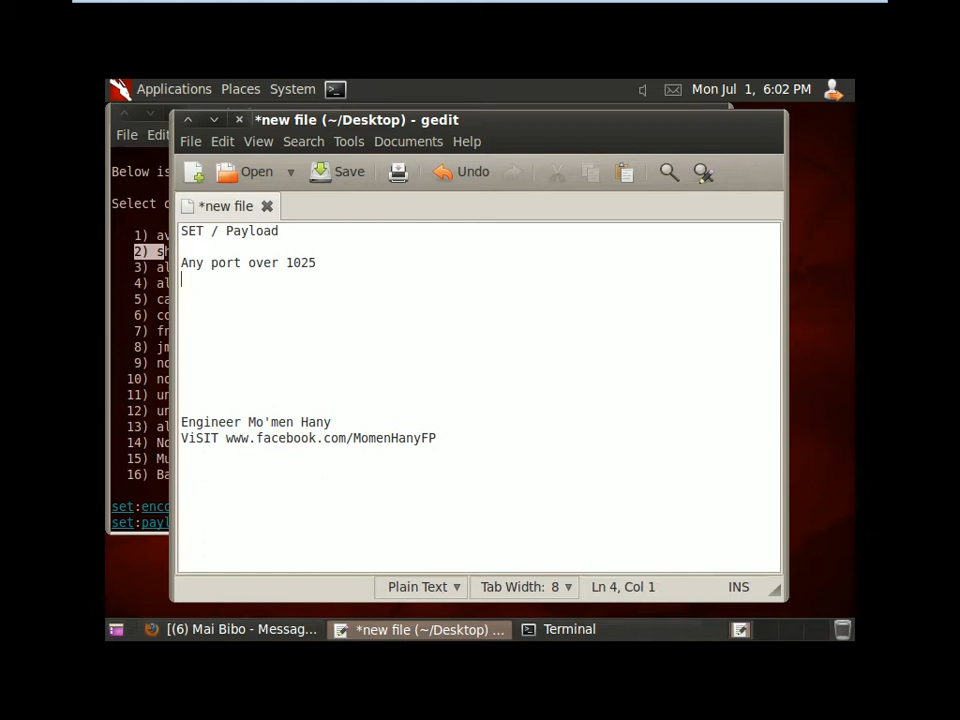 Applications Places System Mon Jul 1, 6:02 PM
*new file (~/Desktop) - gedit
File Edit View Search Tools Documents Help
Open Save Undo
*new file
SET / Payload
Any port over 1025
Engineer Mo'men Hany
ViSIT www.facebook.com/MomenHanyFP
Plain Text Tab Width: 8 Ln 4, Col 1 INS
File
Below
1)
2)
3)
4)
5)
6)
7)
8)
9)
10)
11)
12)
13)
14)
15)
16)
set:
set:
[(6) Mai Bibo - Messag... *new file (~/Desktop) ... Terminal